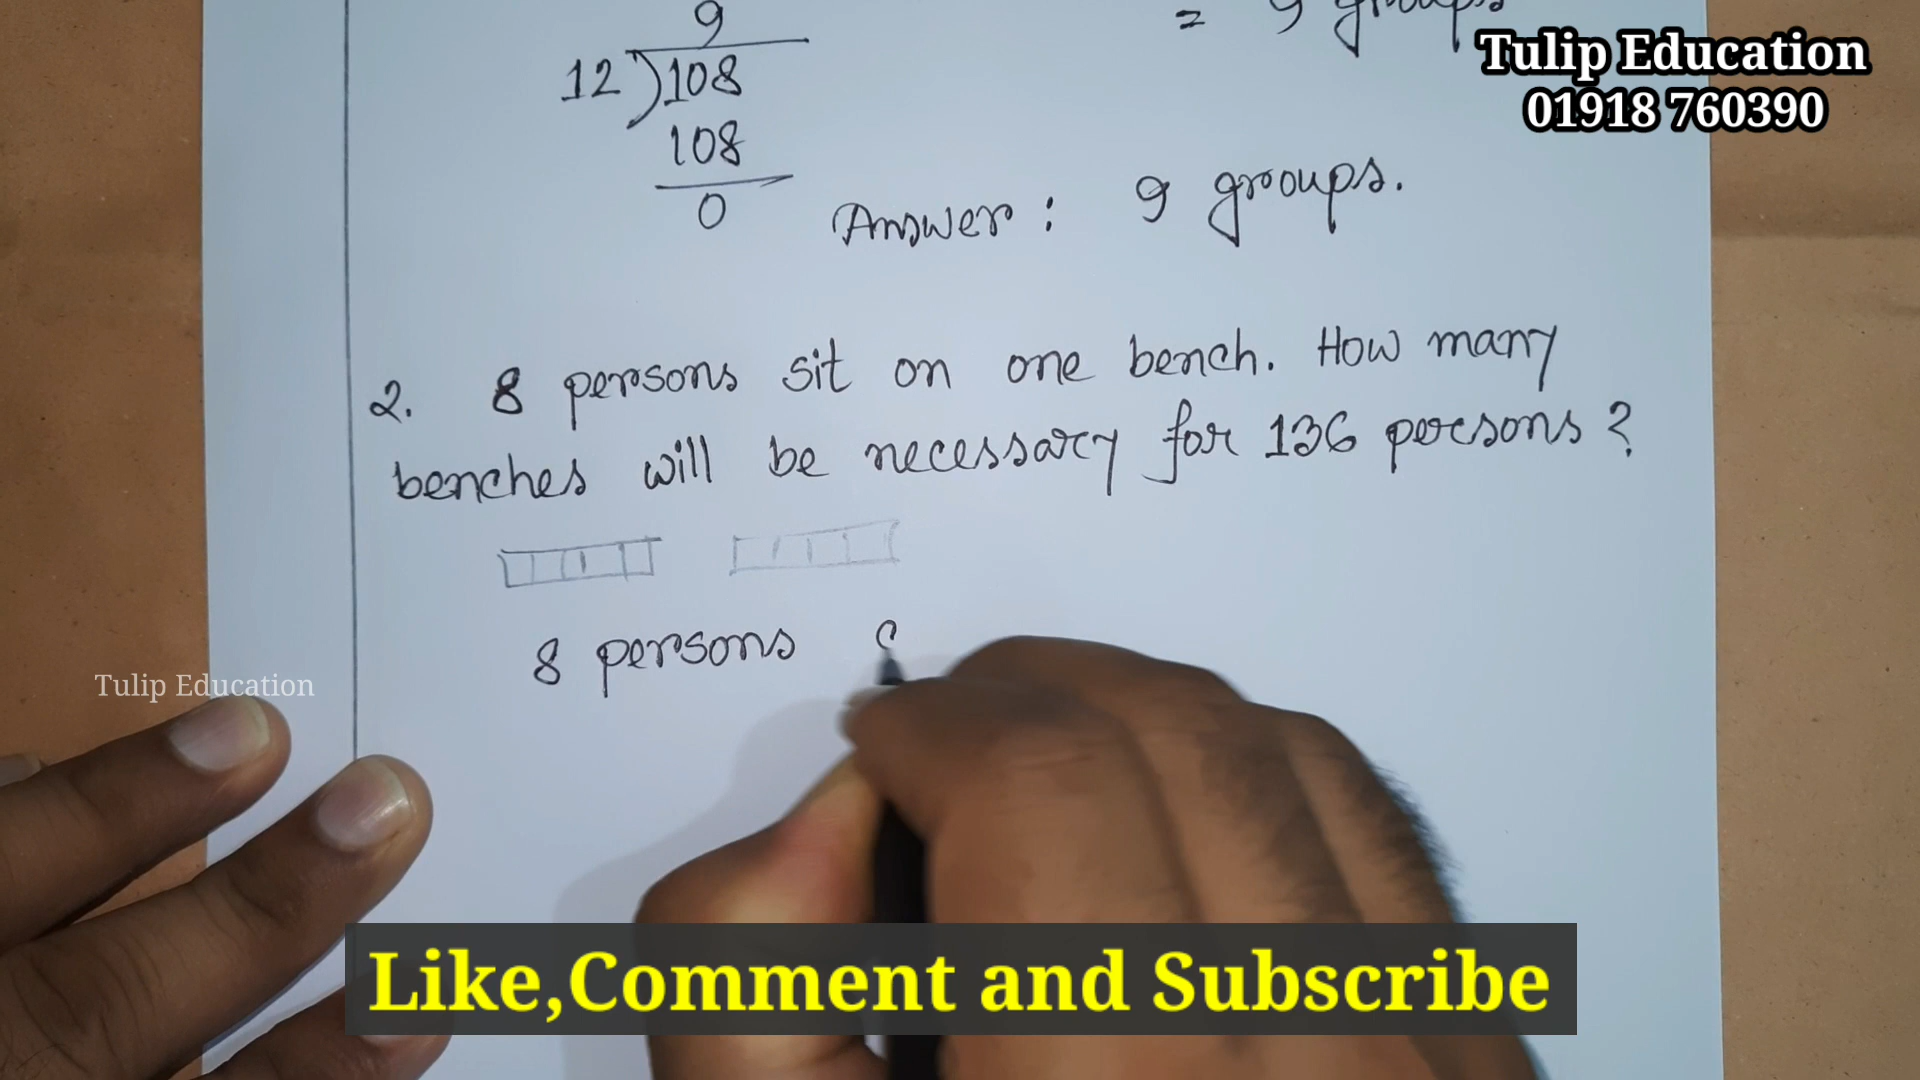 = 9 groups
Tulip Education
01918 760390
9
12)108
108
0
Answer: 9 groups.
2. 8 persons sit on one bench. How many
benches will be necessary for 136 persons?
8 persons
Tulip Education
Like,Comment and Subscribe